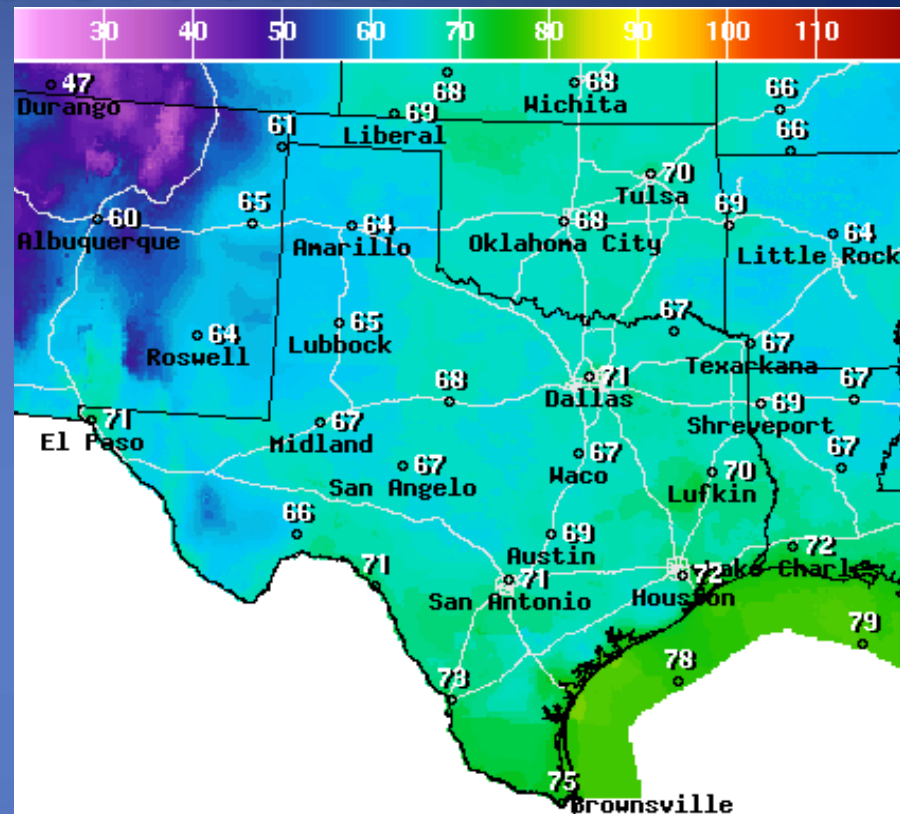 30 40 50 60 70 80 90 100 110
47
Durango
68
68
Wichita
66
69
Liberal
61
66
70
Tulsa
60
Albuquerque
65
64
Amarillo
68
Oklahoma City
69
64
Little Rock
64
Roswell
65
Lubbock
67
67
Texarkana
71
El Paso
67
Midland
68
71
Dallas
69
Shreveport
67
67
San Angelo
67
Waco
70
Lufkin
67
66
69
Austin
72
Lake Charles
71
71
San Antonio
72
Houston
73
78
79
75
Brownsville